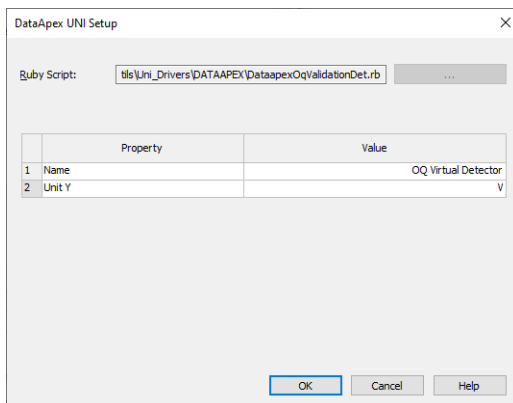 DataApex UNI Setup
Ruby Script: tils\Uni_Drivers\DATAAPEX\DataapexOqValidationDet.rb ...
Property Value
1 Name OQ Virtual Detector
2 Unit Y V
OK Cancel Help